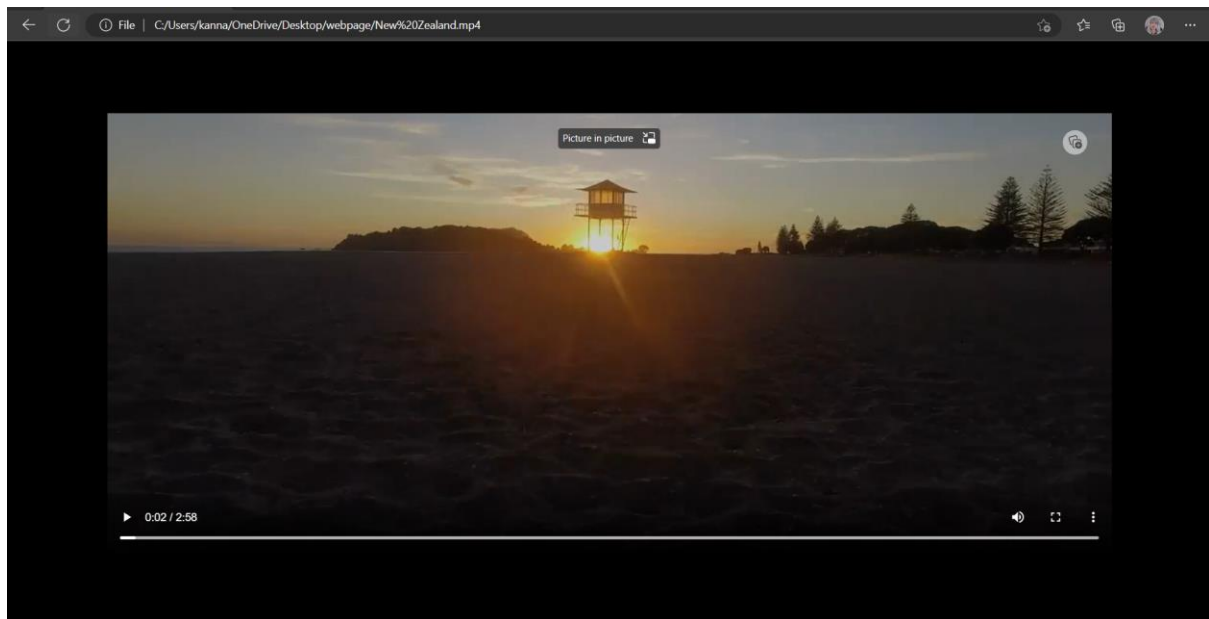 File | C:/Users/kanna/OneDrive/Desktop/webpage/New%20Zealand.mp4
Picture in picture
0:02 / 2:58